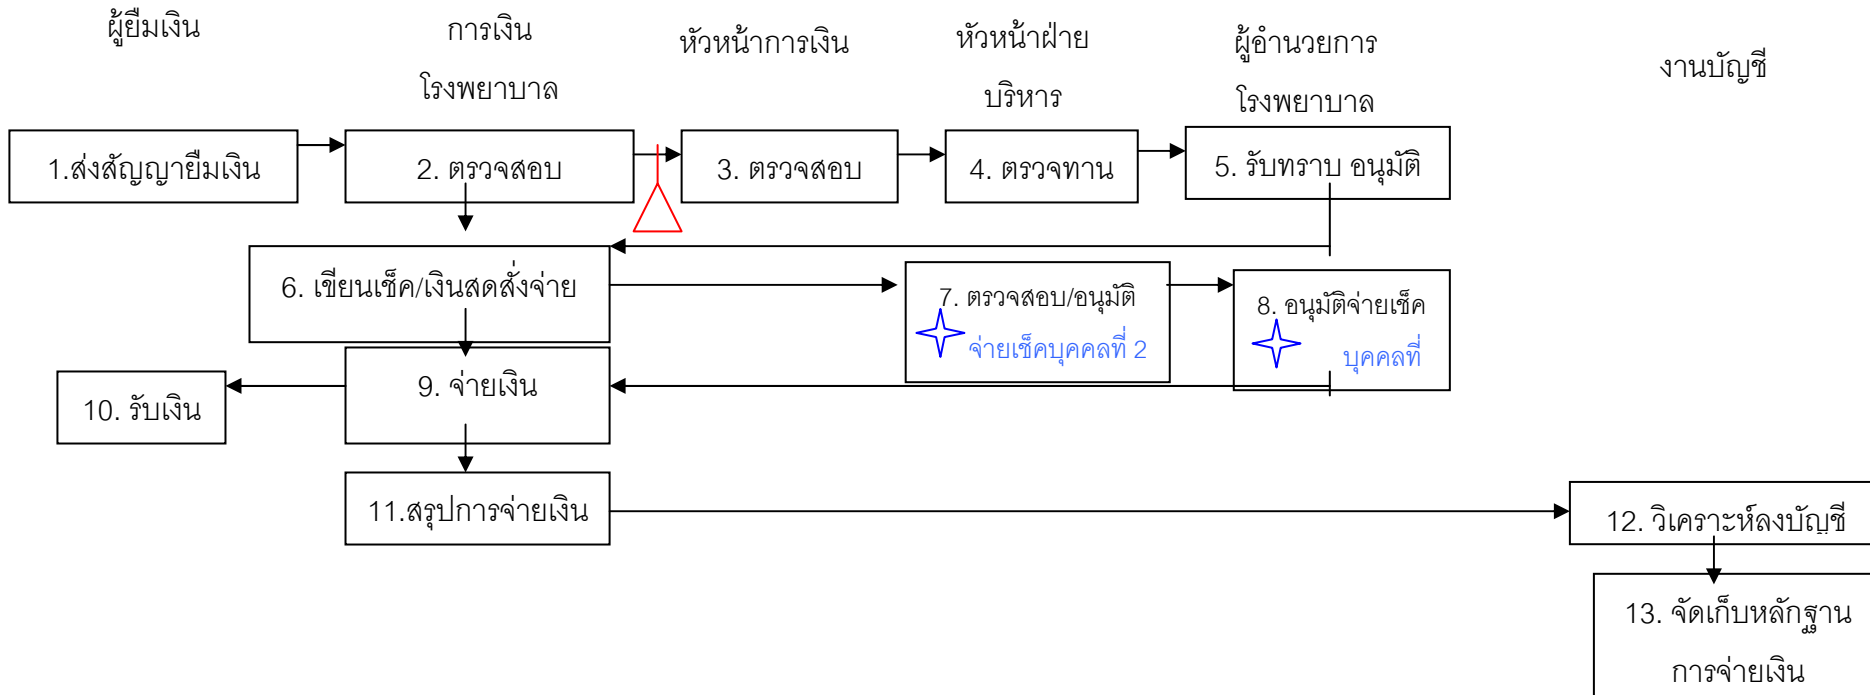 ผู้ยืมเงิน
การเงิน
โรงพยาบาล
หัวหน้าการเงิน
หัวหน้าฝ่าย
บริหาร
ผู้อำนวยการ
โรงพยาบาล
งานบัญชี
1.ส่งสัญญายืมเงิน
2. ตรวจสอบ
3. ตรวจสอบ
4. ตรวจทาน
5. รับทราบ อนุมัติ
6. เขียนเช็ค/เงินสดสั่งจ่าย
7. ตรวจสอบ/อนุมัติ
จ่ายเช็คบุคคลที่ 2
8. อนุมัติจ่ายเช็ค
บุคคลที่
9. จ่ายเงิน
10. รับเงิน
11.สรุปการจ่ายเงิน
12. วิเคราะห์ลงบัญชี
13. จัดเก็บหลักฐาน
การจ่ายเงิน